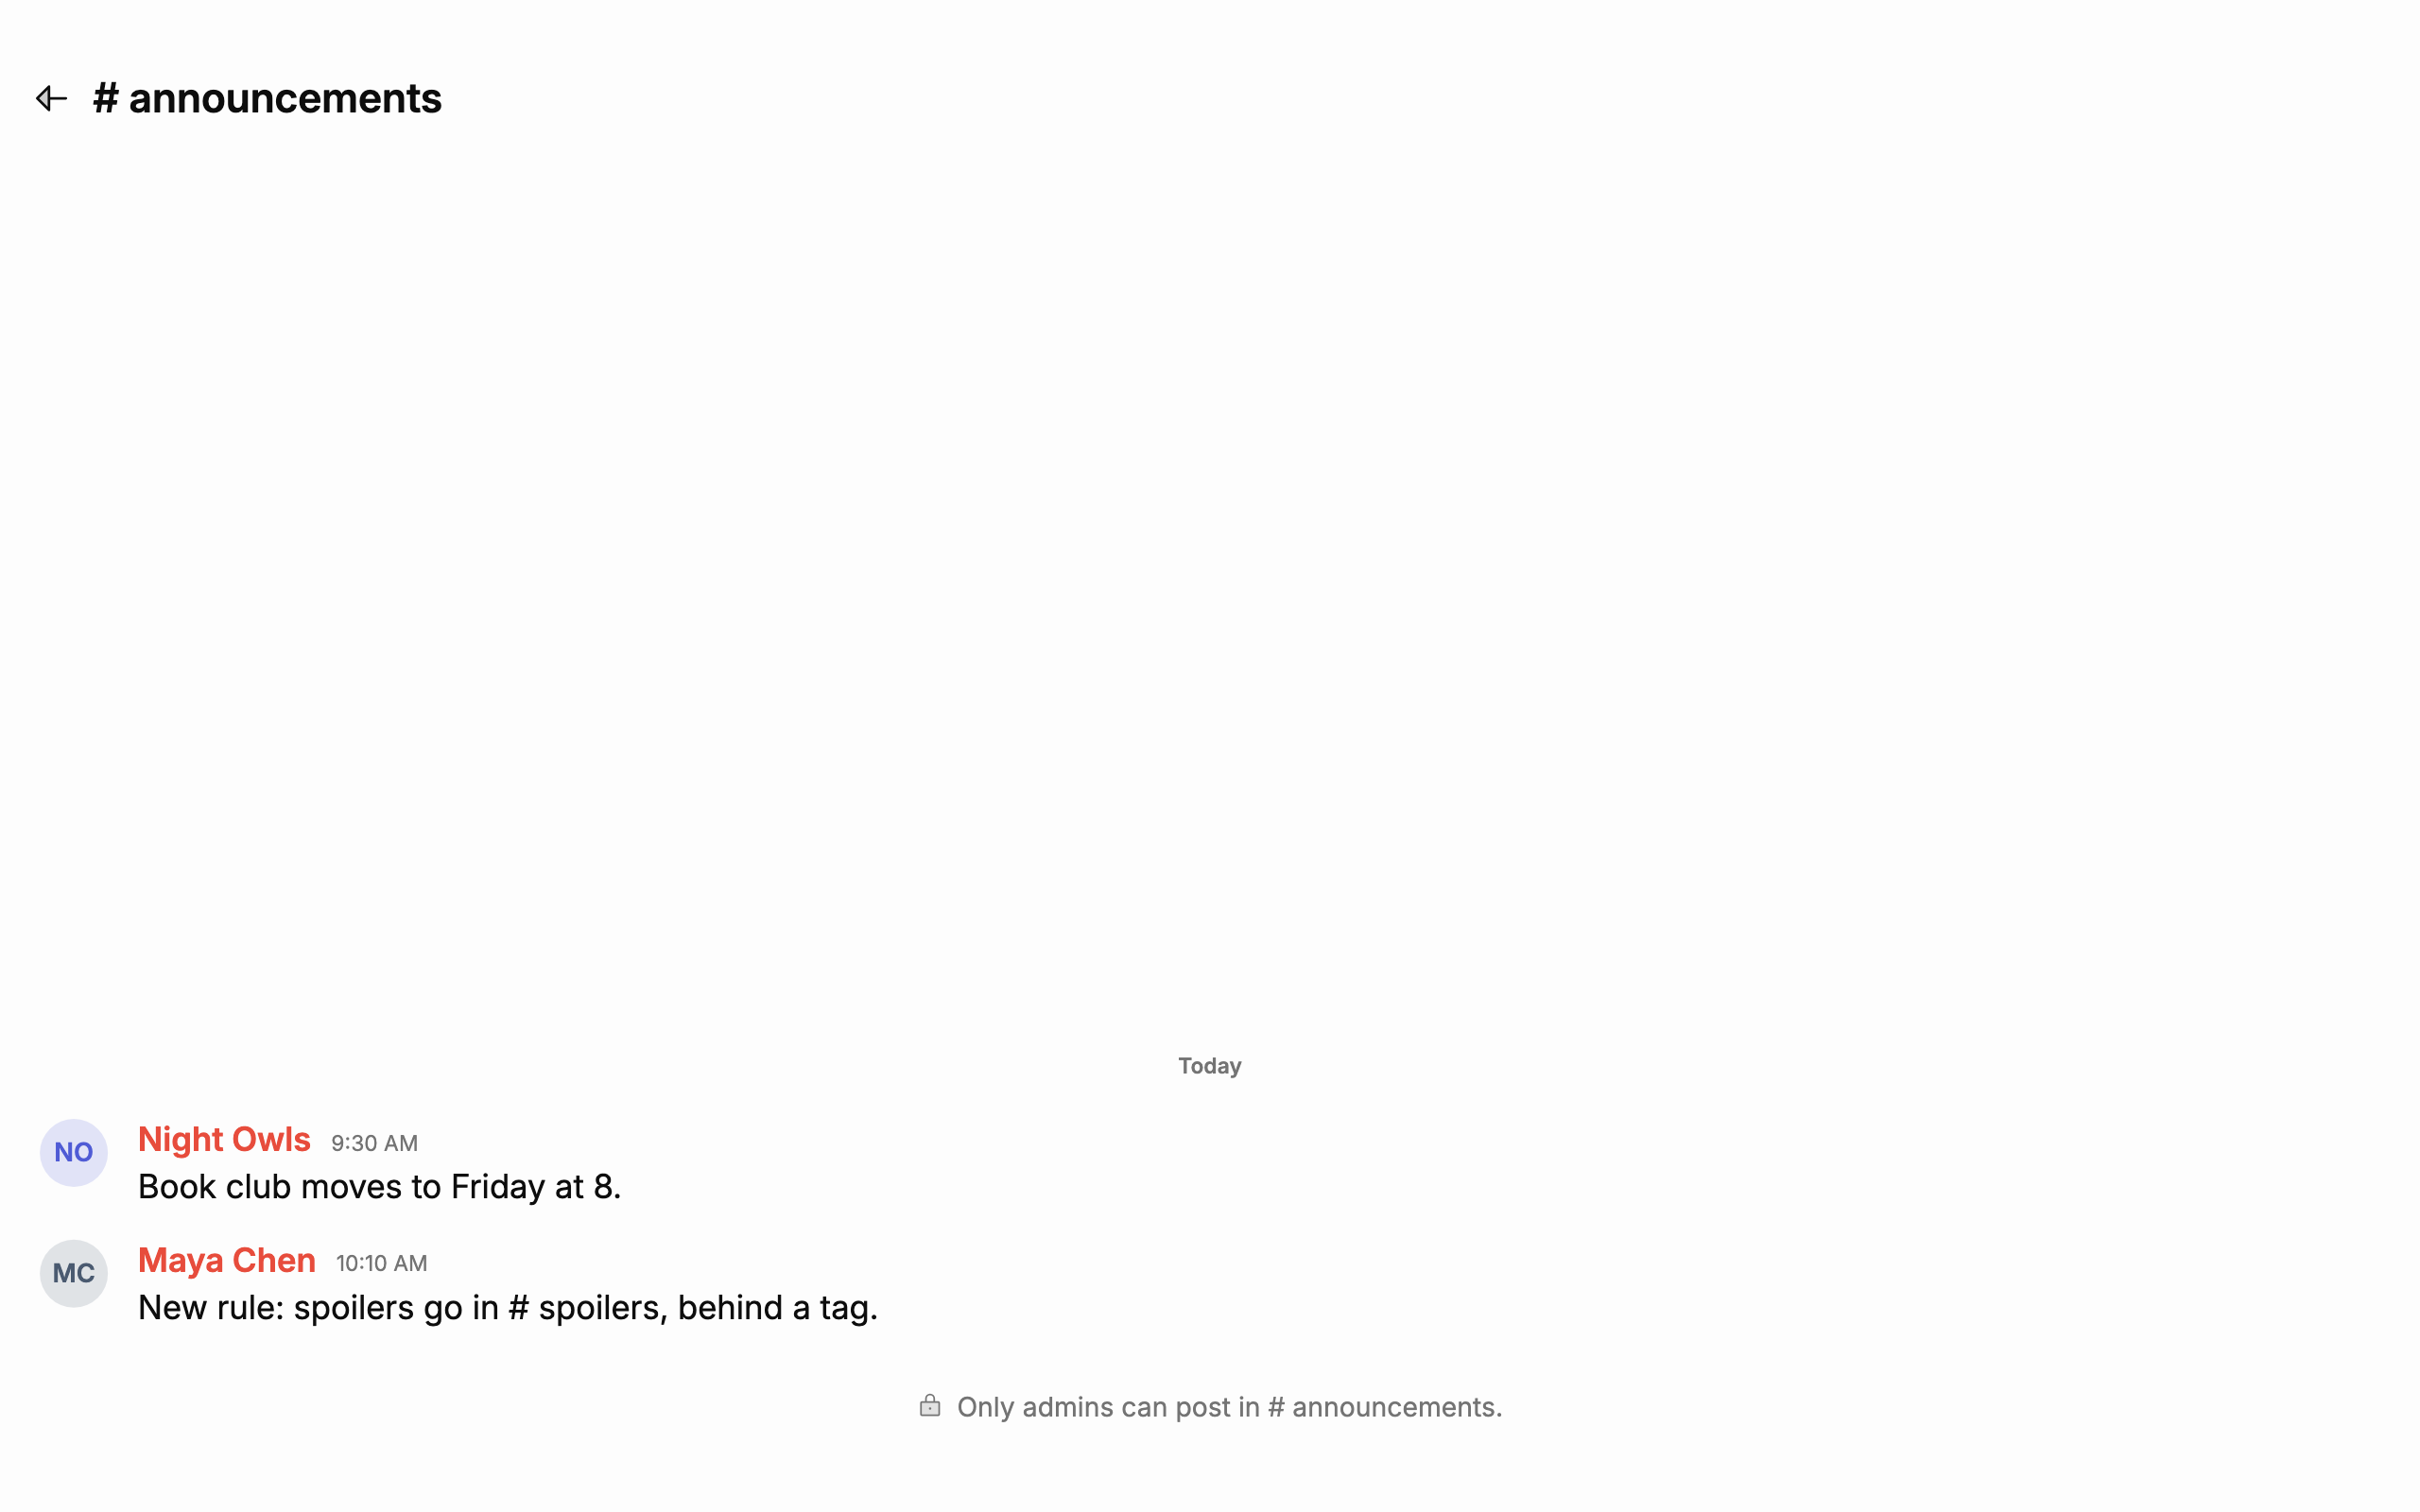 # announcements
Today
NO
Night Owls 9:30 AM
Book club moves to Friday at 8.
MC
Maya Chen 10:10 AM
New rule: spoilers go in # spoilers, behind a tag.
Only admins can post in # announcements.